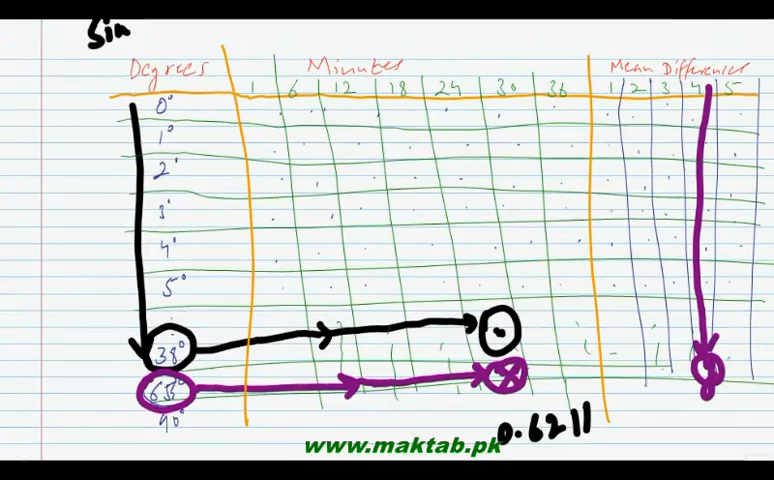 Sin
Degrees Minutes Mean Differences
1 6 12 18 24 30 36 1 2 3 4 5
0°
1°
2°
3°
4°
5°
38°
65°
90°
0.6211
www.maktab.pk